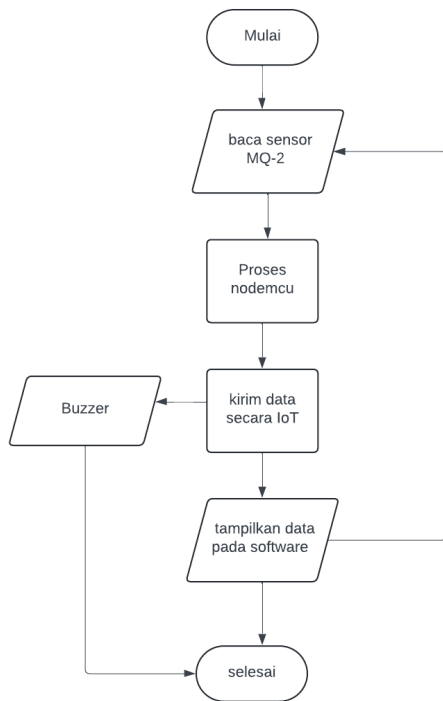 Mulai
baca sensor
MQ-2
Proses
nodemcu
kirim data
secara IoT
Buzzer
tampilkan data
pada software
selesai